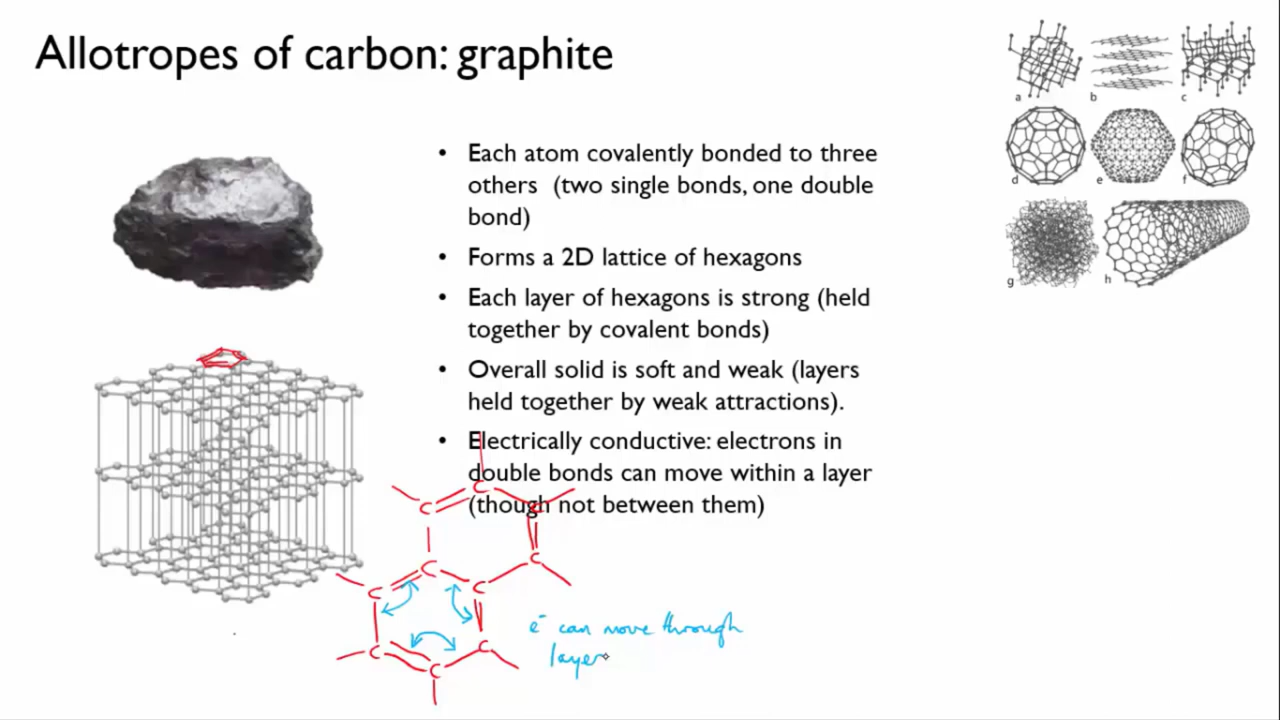 Allotropes of carbon: graphite
a b c
d e f
g h
• Each atom covalently bonded to three
others (two single bonds, one double
bond)
• Forms a 2D lattice of hexagons
• Each layer of hexagons is strong (held
together by covalent bonds)
• Overall solid is soft and weak (layers
held together by weak attractions).
• Electrically conductive: electrons in
double bonds can move within a layer
(though not between them)
C
C C
C
C
C C
C C
C
e⁻ can move through
layer